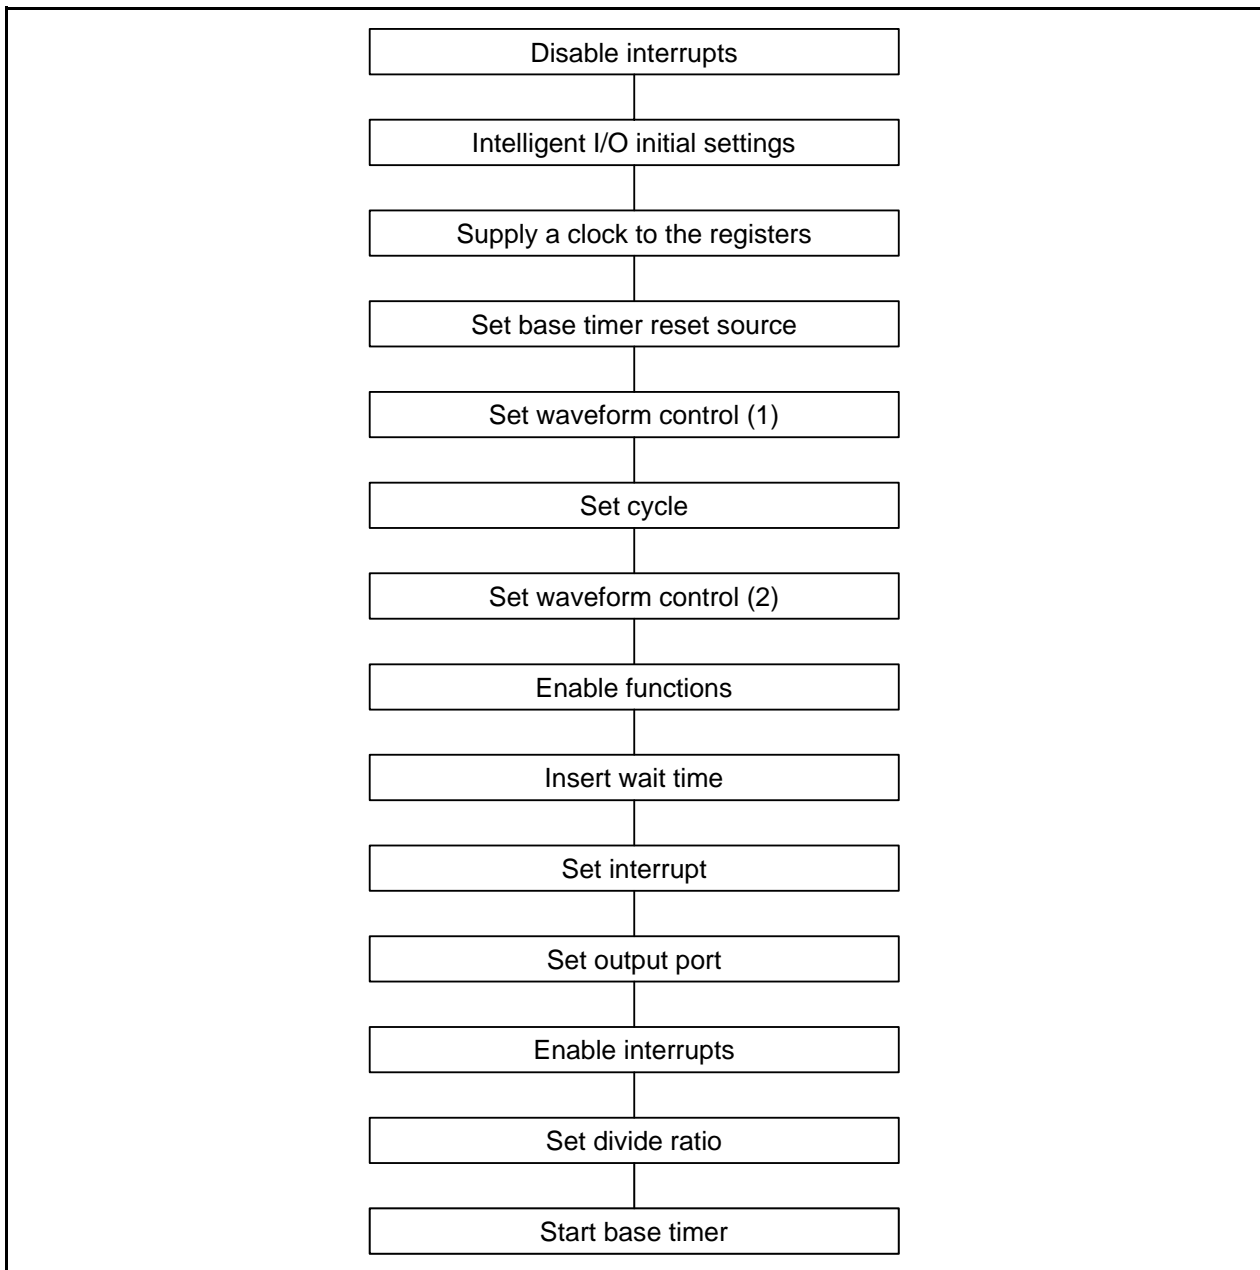 Disable interrupts
Intelligent I/O initial settings
Supply a clock to the registers
Set base timer reset source
Set waveform control (1)
Set cycle
Set waveform control (2)
Enable functions
Insert wait time
Set interrupt
Set output port
Enable interrupts
Set divide ratio
Start base timer